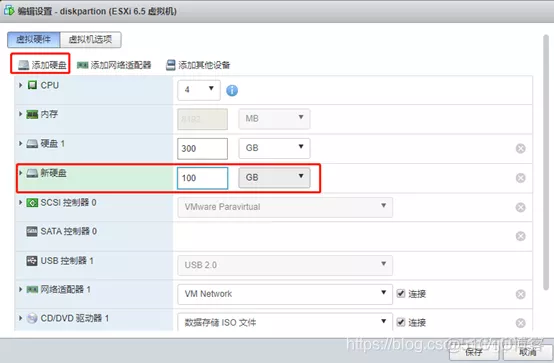 编辑设置 - diskpartion (ESXi 6.5 虚拟机)
虚拟硬件 虚拟机选项
添加硬盘 添加网络适配器 添加其他设备
CPU 4
内存 MB
硬盘 1 300 GB
新硬盘 100 GB
SCSI 控制器 0 VMware Paravirtual
SATA 控制器 0
USB 控制器 1 USB 2.0
网络适配器 1 VM Network 连接
CD/DVD 驱动器 1 数据存储 ISO 文件 连接
保存 取消